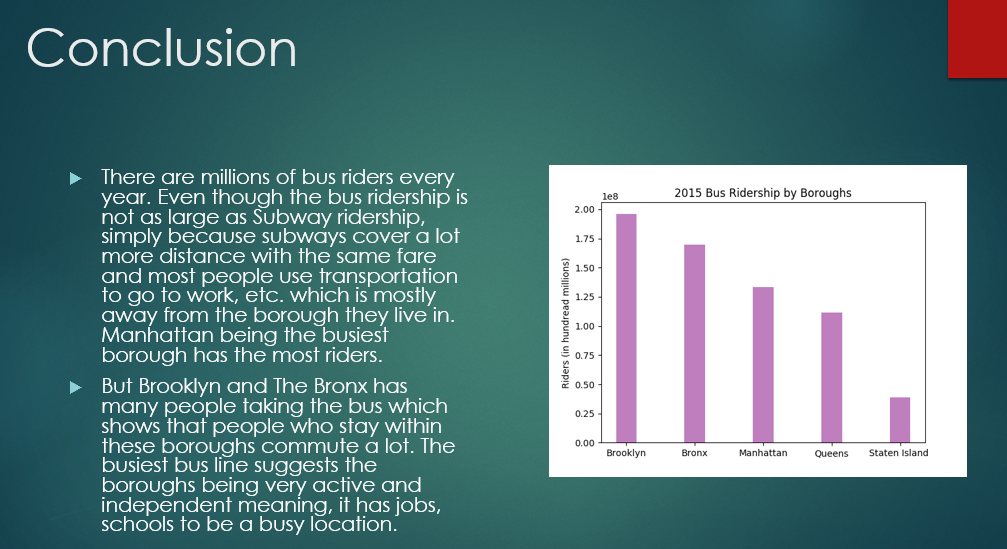 Conclusion
There are millions of bus riders every
year. Even though the bus ridership is
not as large as Subway ridership,
simply because subways cover a lot
more distance with the same fare
and most people use transportation
to go to work, etc. which is mostly
away from the borough they live in.
Manhattan being the busiest
borough has the most riders.
But Brooklyn and The Bronx has
many people taking the bus which
shows that people who stay within
these boroughs commute a lot. The
busiest bus line suggests the
boroughs being very active and
independent meaning, it has jobs,
schools to be a busy location.
2015 Bus Ridership by Boroughs
1e8
Riders (in hundread millions)
2.00
1.75
1.50
1.25
1.00
0.75
0.50
0.25
0.00
Brooklyn Bronx Manhattan Queens Staten Island